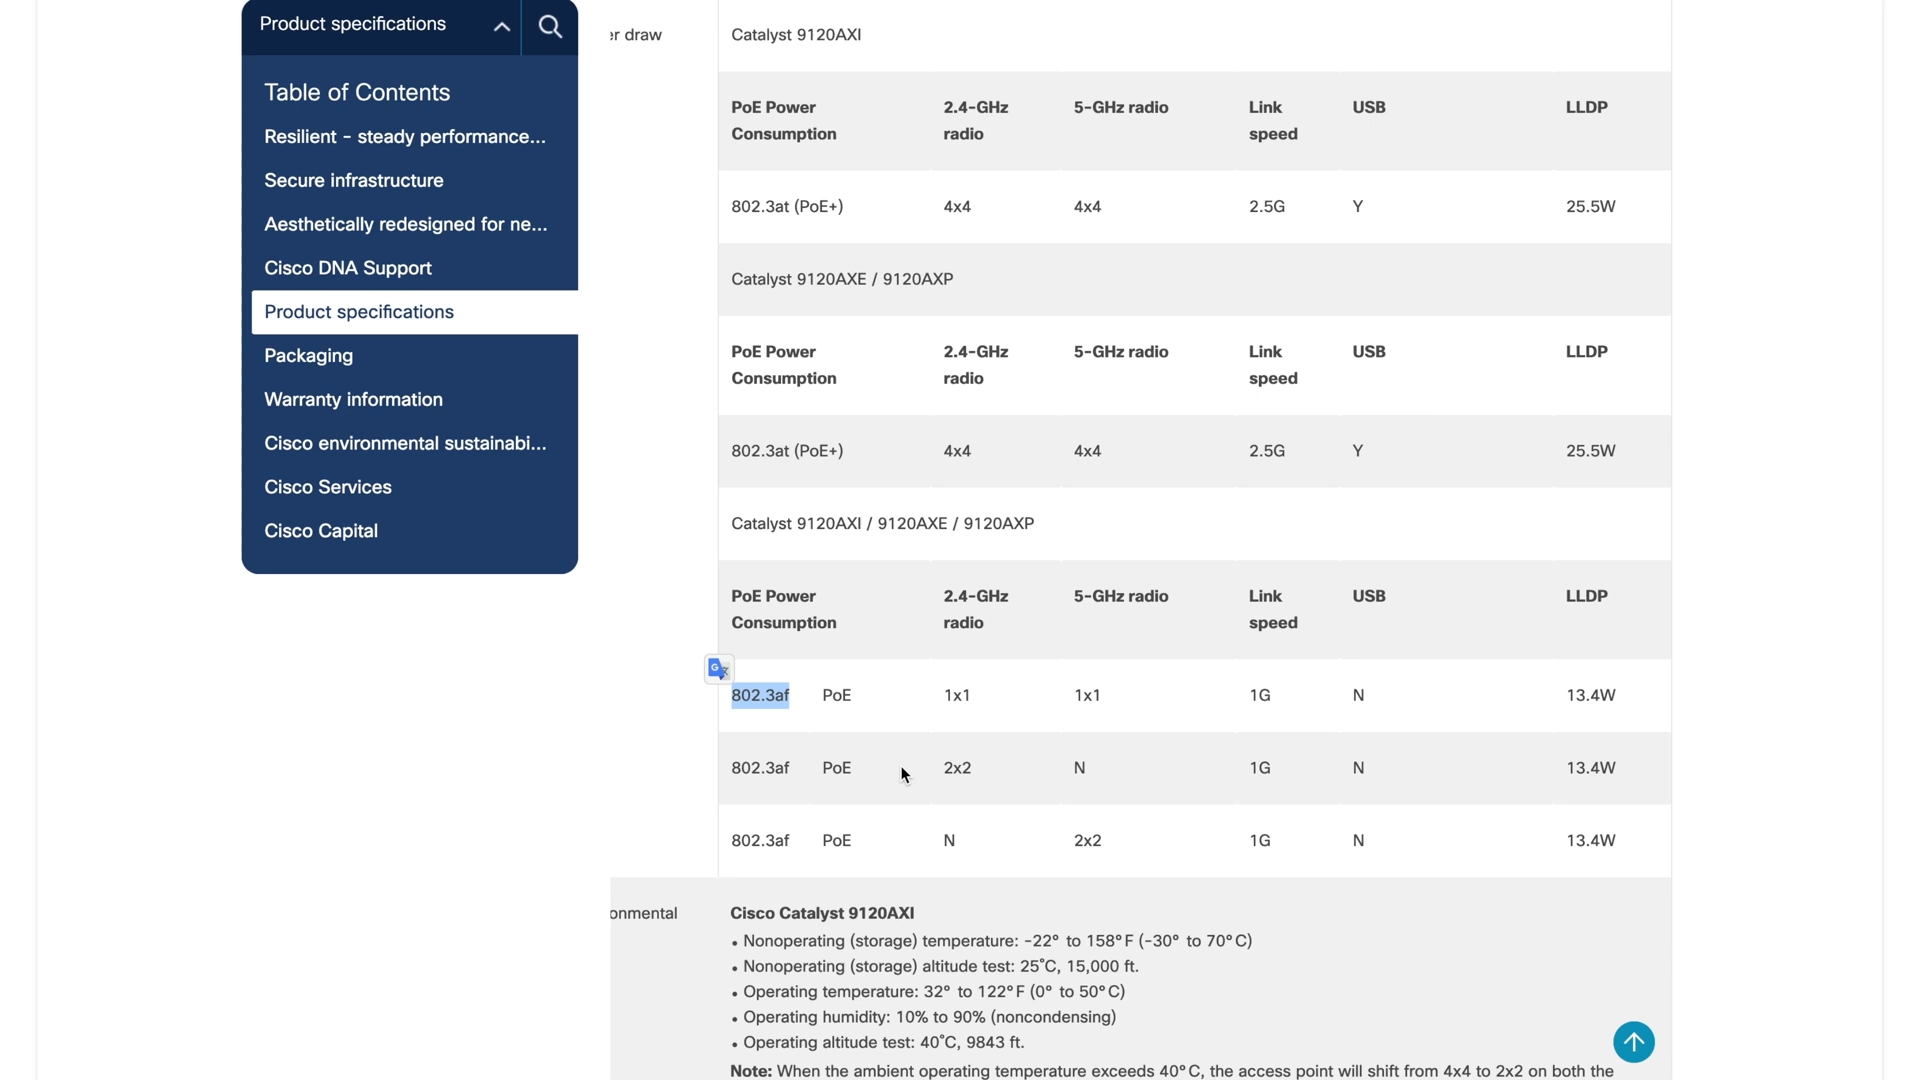 Product specifications
Table of Contents
Resilient - steady performance...
Secure infrastructure
Aesthetically redesigned for ne...
Cisco DNA Support
Product specifications
Packaging
Warranty information
Cisco environmental sustainabi...
Cisco Services
Cisco Capital
er draw
Catalyst 9120AXI
PoE Power Consumption 2.4-GHz radio 5-GHz radio Link speed USB LLDP
802.3at (PoE+) 4x4 4x4 2.5G Y 25.5W
Catalyst 9120AXE / 9120AXP
PoE Power Consumption 2.4-GHz radio 5-GHz radio Link speed USB LLDP
802.3at (PoE+) 4x4 4x4 2.5G Y 25.5W
Catalyst 9120AXI / 9120AXE / 9120AXP
PoE Power Consumption 2.4-GHz radio 5-GHz radio Link speed USB LLDP
802.3af PoE 1x1 1x1 1G N 13.4W
802.3af PoE 2x2 N 1G N 13.4W
802.3af PoE N 2x2 1G N 13.4W
onmental
Cisco Catalyst 9120AXI
• Nonoperating (storage) temperature: -22° to 158°F (-30° to 70°C)
• Nonoperating (storage) altitude test: 25˚C, 15,000 ft.
• Operating temperature: 32° to 122°F (0° to 50°C)
• Operating humidity: 10% to 90% (noncondensing)
• Operating altitude test: 40˚C, 9843 ft.
Note: When the ambient operating temperature exceeds 40°C, the access point will shift from 4x4 to 2x2 on both the